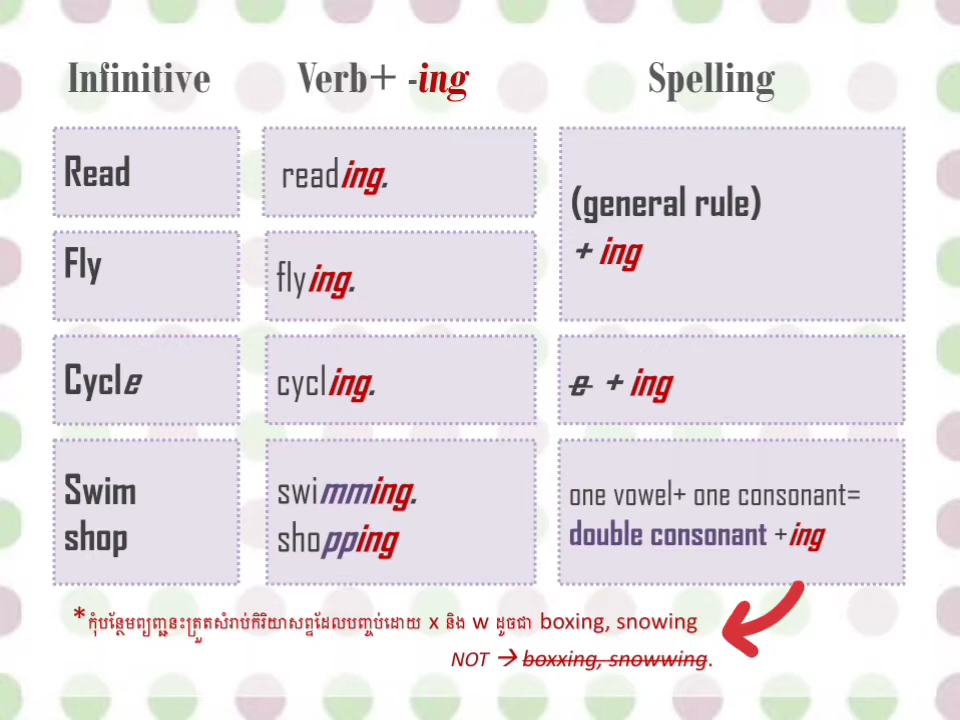 Infinitive Verb+ -ing Spelling
Read reading. (general rule)
+ ing
Fly flying.
Cycle cycling. e + ing
Swim swimming. one vowel+ one consonant=
shop shopping double consonant +ing
*កុំបន្ថែមព្យញ្ជនះត្រួតសំរាប់កិរិយាសព្ទដែលបញ្ចប់ដោយ x និង w ដូចជា boxing, snowing
NOT → boxxing, snowwing.